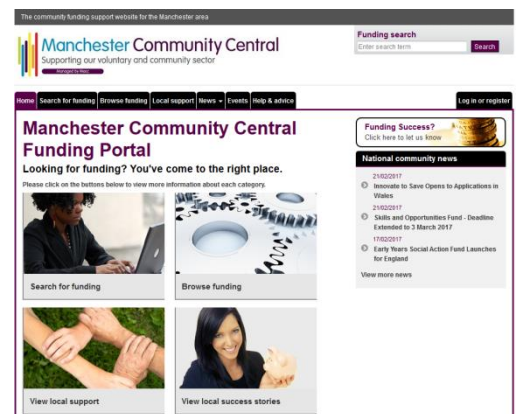 The community funding support website for the Manchester area
Manchester Community Central
Supporting our voluntary and community sector
Managed by Macc
Funding search
Enter search term
Search
Home Search for funding Browse funding Local support News Events Help & advice Log in or register
Manchester Community Central
Funding Portal
Looking for funding? You've come to the right place.
Please click on the buttons below to view more information about each category.
Search for funding
Browse funding
View local support
View local success stories
Funding Success?
Click here to let us know
National community news
21/02/2017
Innovate to Save Opens to Applications in
Wales
21/02/2017
Skills and Opportunities Fund - Deadline
Extended to 3 March 2017
17/02/2017
Early Years Social Action Fund Launches
for England
View more news